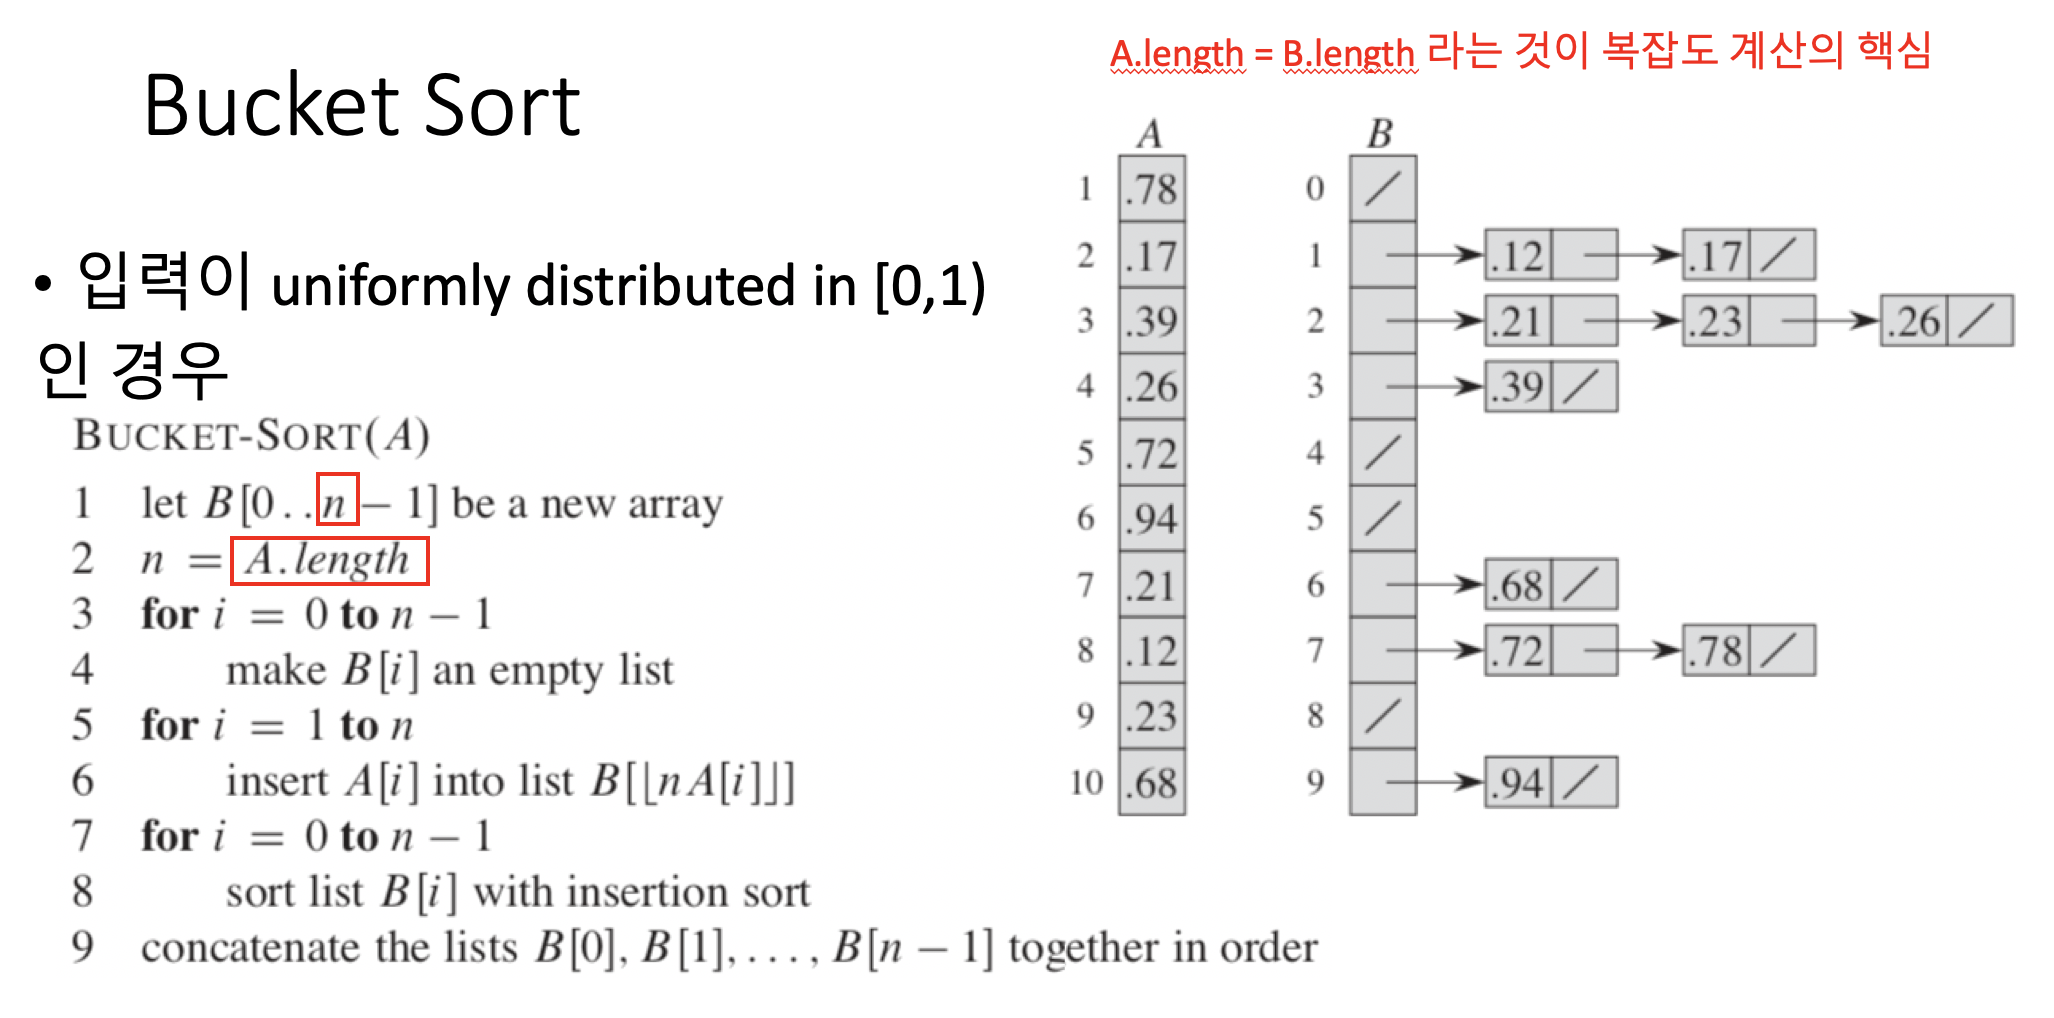 A.length = B.length 라는 것이 복잡도 계산의 핵심
Bucket Sort
• 입력이 uniformly distributed in [0,1)
인 경우
BUCKET-SORT(A)
1 let B[0 . . n − 1] be a new array
2 n = A.length
3 for i = 0 to n − 1
4 make B[i] an empty list
5 for i = 1 to n
6 insert A[i] into list B[⌊nA[i]⌋]
7 for i = 0 to n − 1
8 sort list B[i] with insertion sort
9 concatenate the lists B[0], B[1], . . . , B[n − 1] together in order
A B
1 .78 0
2 .17 1 .12 .17
3 .39 2 .21 .23 .26
4 .26 3 .39
5 .72 4
6 .94 5
7 .21 6 .68
8 .12 7 .72 .78
9 .23 8
10 .68 9 .94